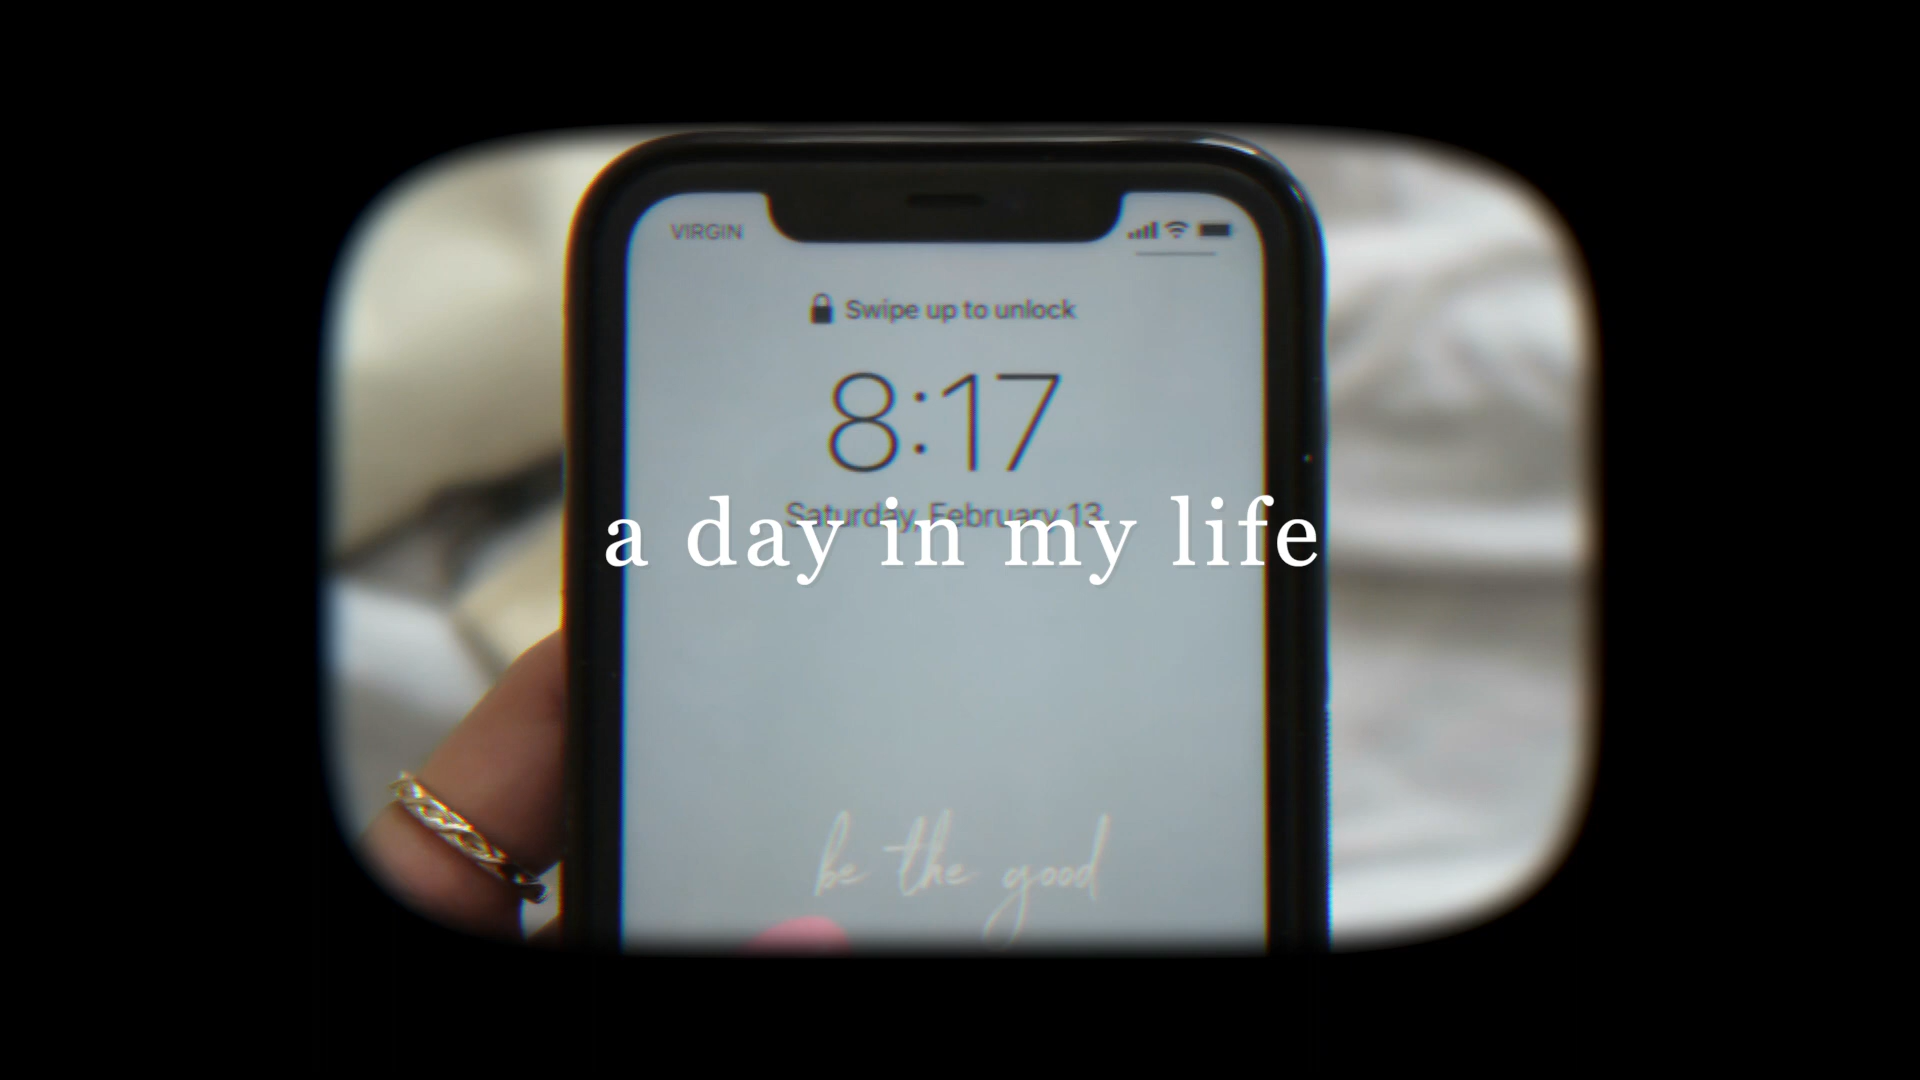 VIRGIN
Swipe up to unlock
8:17
Saturday, February 13
a day in my life
be the good